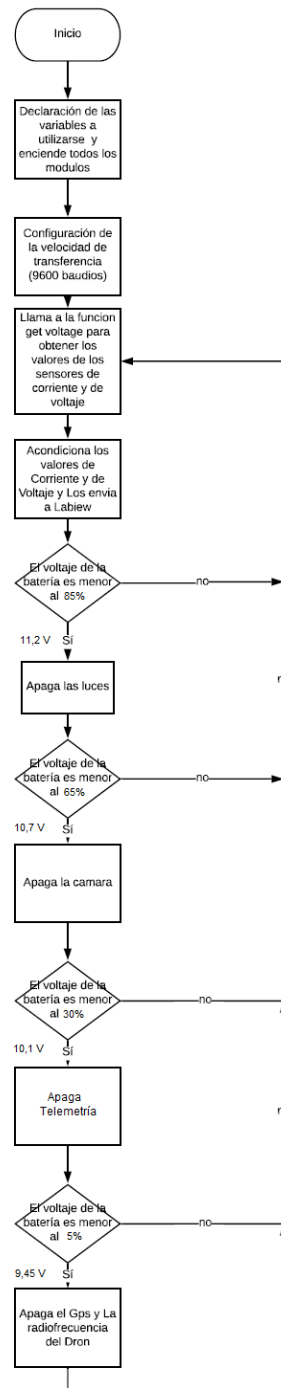 Inicio
Declaración de las
variables a
utilizarse y
enciende todos los
modulos
Configuración de
la velocidad de
transferencia
(9600 baudios)
Llama a la funcion
get voltage para
obtener los
valores de los
sensores de
corriente y de
voltaje
Acondiciona los
valores de
Corriente y de
Voltaje y Los envia
a Labiew
El voltaje de la
batería es menor
al 85%
no
11,2 V Sí
Apaga las luces
El voltaje de la
batería es menor
al 65%
no
10,7 V Sí
Apaga la camara
El voltaje de la
batería es menor
al 30%
no
10,1 V Sí
Apaga
Telemetría
El voltaje de la
batería es menor
al 5%
no
9,45 V Sí
Apaga el Gps y La
radiofrecuencia
del Dron